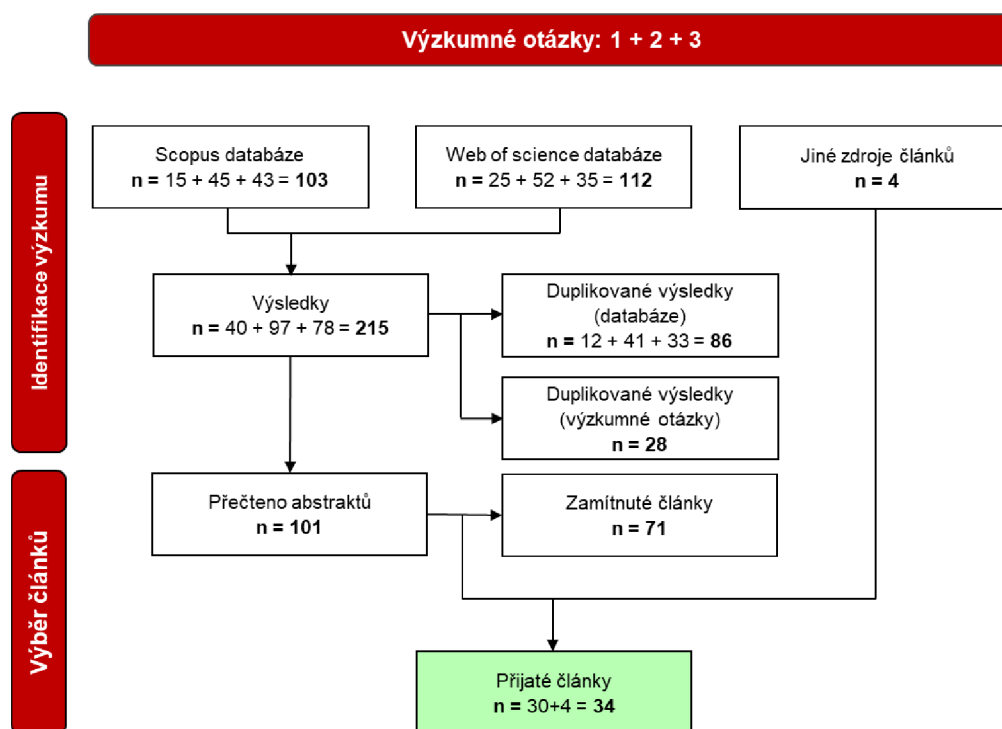 Výzkumné otázky: 1 + 2 + 3
Identifikace výzkumu
Scopus databáze
n = 15 + 45 + 43 = 103
Web of science databáze
n = 25 + 52 + 35 = 112
Jiné zdroje článků
n = 4
Výsledky
n = 40 + 97 + 78 = 215
Duplikované výsledky
(databáze)
n = 12 + 41 + 33 = 86
Duplikované výsledky
(výzkumné otázky)
n = 28
Výběr článků
Přečteno abstraktů
n = 101
Zamítnuté články
n = 71
Přijaté články
n = 30+4 = 34